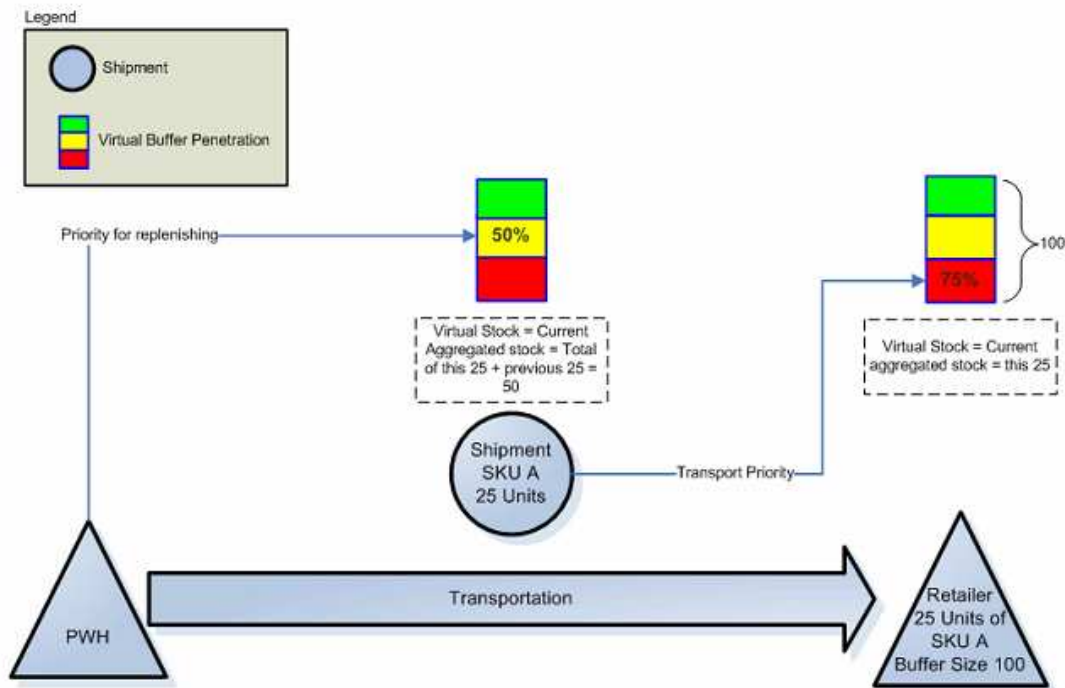 Legend
Shipment
Virtual Buffer Penetration
Priority for replenishing
50%
75%
100
Virtual Stock = Current
Aggregated stock = Total
of this 25 + previous 25 =
50
Virtual Stock = Current
aggregated stock = this 25
Shipment
SKU A
25 Units
Transport Priority
PWH
Transportation
Retailer
25 Units of
SKU A
Buffer Size 100